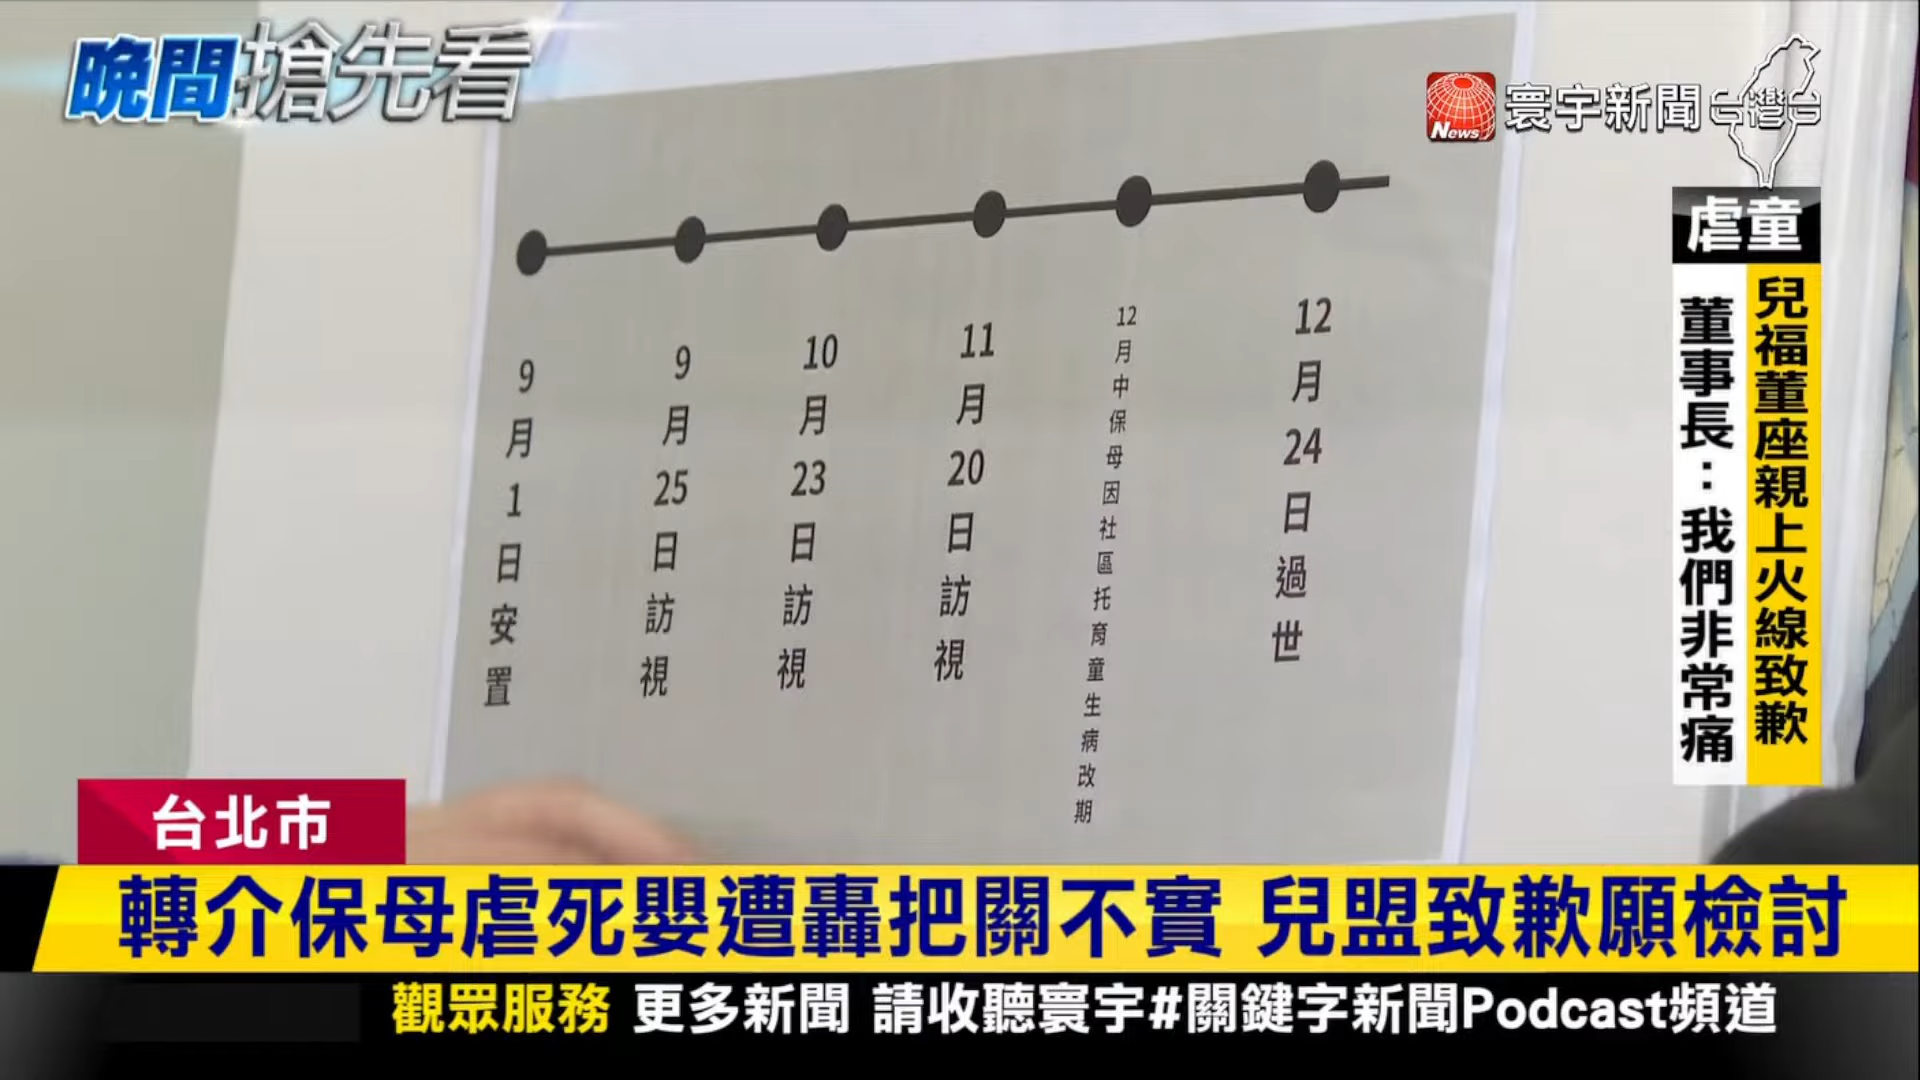 晚間搶先看
News
寰宇新聞
台灣台
虐童
兒福董座親上火線致歉
董事長：我們非常痛
9月1日安置
9月25日訪視
10月23日訪視
11月20日訪視
12月中保母因社區托育童生病改期
12月24日過世
台北市
轉介保母虐死嬰遭轟把關不實 兒盟致歉願檢討
觀眾服務 更多新聞 請收聽寰宇#關鍵字新聞Podcast頻道